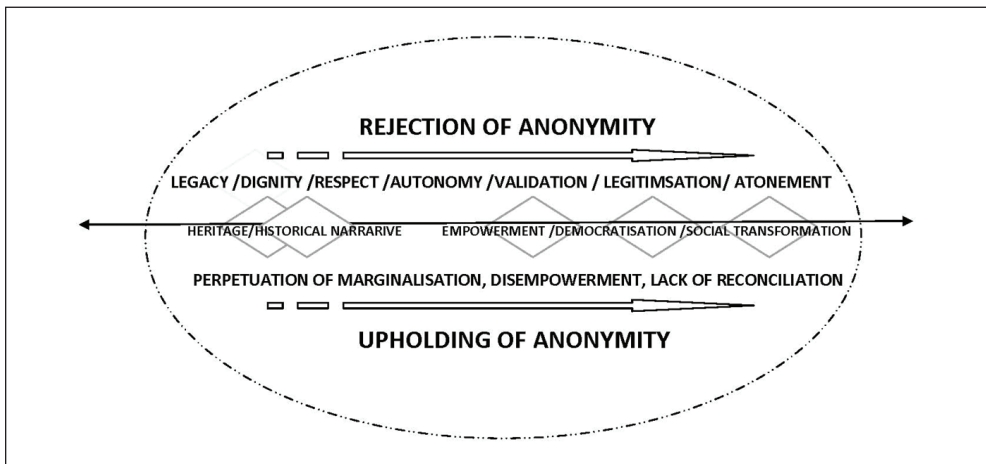 REJECTION OF ANONYMITY
LEGACY /DIGNITY /RESPECT /AUTONOMY /VALIDATION / LEGITIMSATION/ ATONEMENT
HERITAGE/HISTORICAL NARRARIVE EMPOWERMENT /DEMOCRATISATION /SOCIAL TRANSFORMATION
PERPETUATION OF MARGINALISATION, DISEMPOWERMENT, LACK OF RECONCILIATION
UPHOLDING OF ANONYMITY